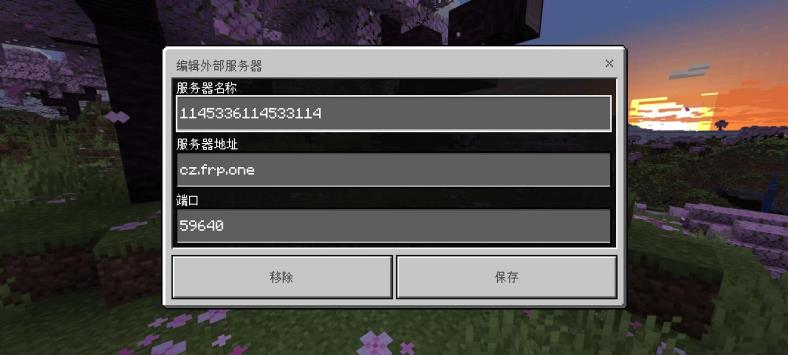 编辑外部服务器
服务器名称
1145336114533114
服务器地址
cz.frp.one
端口
59640
移除
保存